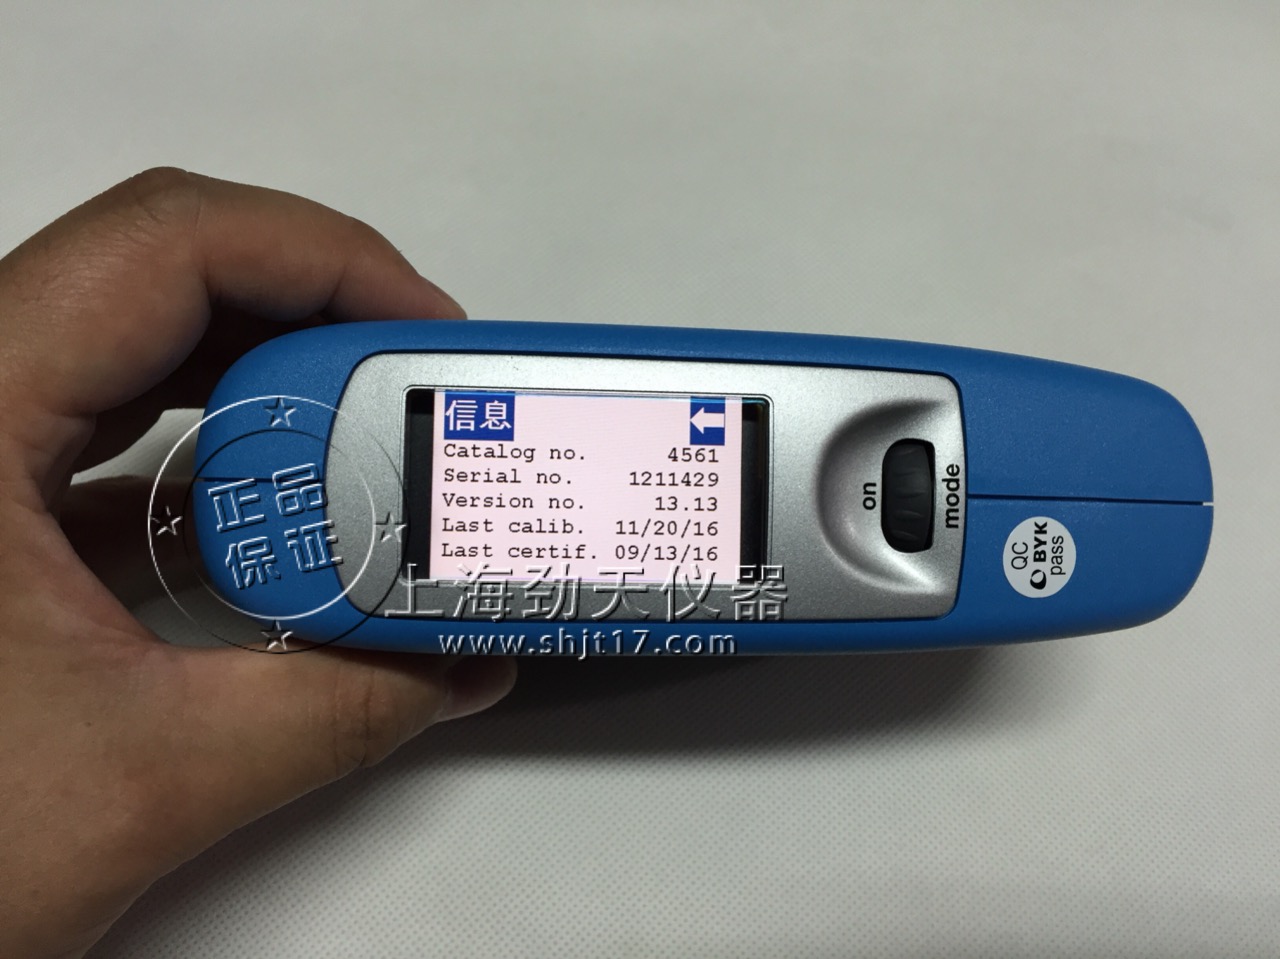 信息
Catalog no. 4561
Serial no. 1211429
Version no. 13.13
Last calib. 11/20/16
Last certif. 09/13/16
on
mode
QC
BYK
pass
正品
保证
上海劲天仪器
www.shjt17.com